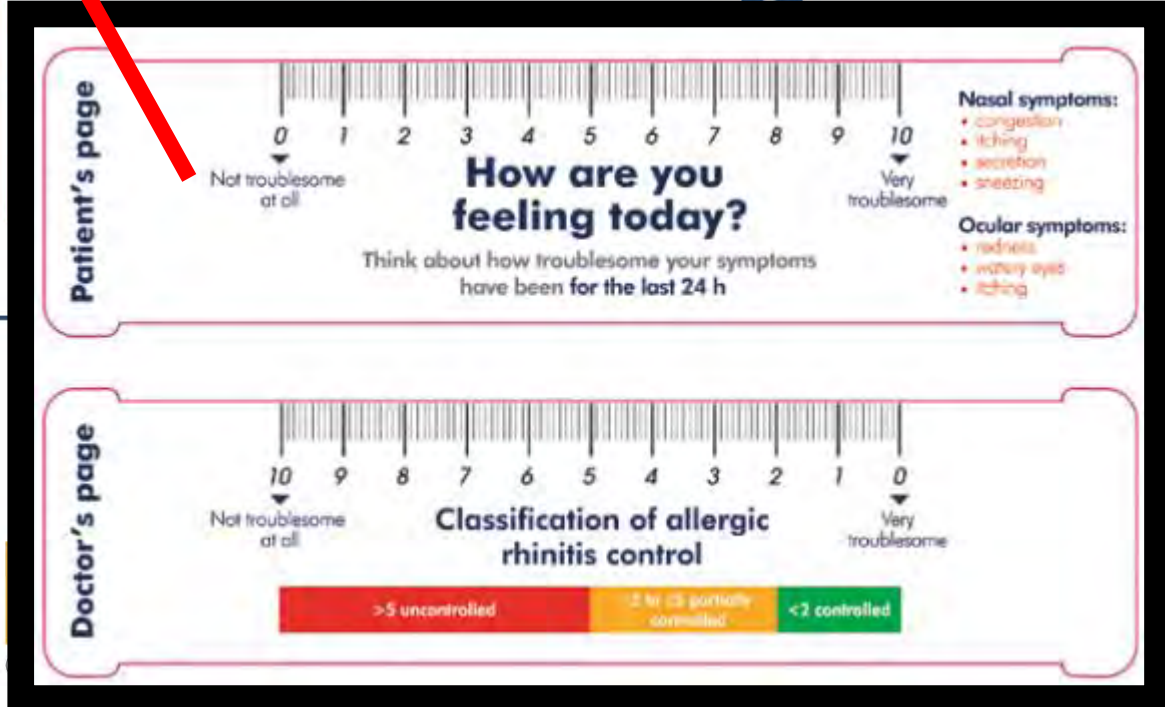 Patient's page
0 1 2 3 4 5 6 7 8 9 10
Not troublesome
at all
How are you
feeling today?
Think about how troublesome your symptoms
have been for the last 24 h
Very
troublesome
Nasal symptoms:
• congestion
• itching
• secretion
• sneezing
Ocular symptoms:
• redness
• watery eyes
• itching
Doctor's page
10 9 8 7 6 5 4 3 2 1 0
Not troublesome
at all
Classification of allergic
rhinitis control
Very
troublesome
>5 uncontrolled
to ≤5 partially
controlled
<2 controlled